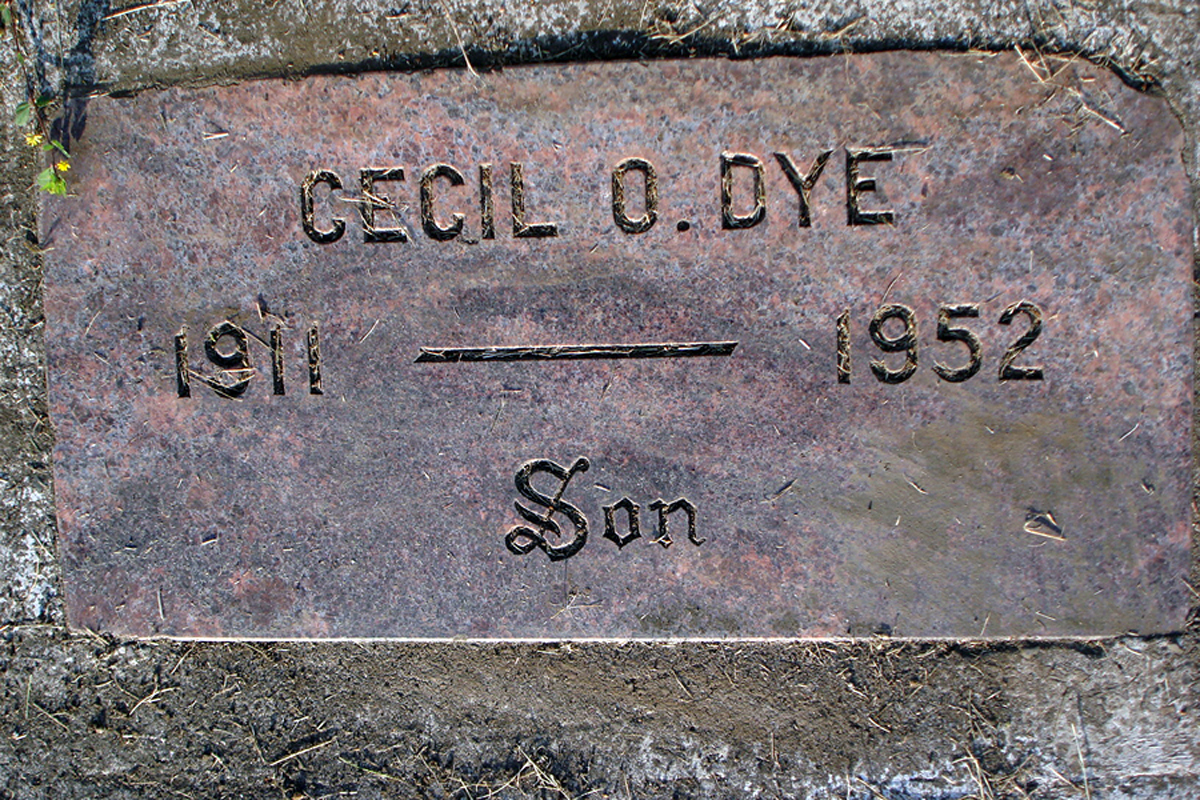 CECIL O. DYE
1911 — 1952
Son